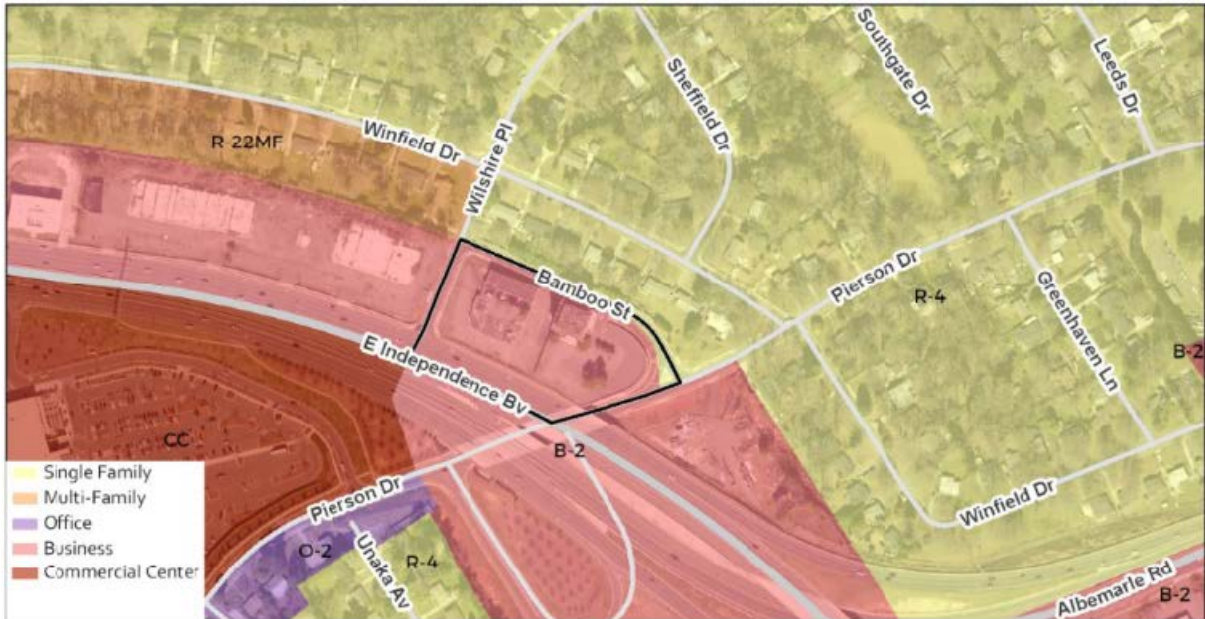 Southgate Dr
Leeds Dr
Sheffield Dr
Wilshire Pl
Winfield Dr
R-22MF
Bamboo St
Pierson Dr
R-4
Greenhaven Ln
B-2
E Independence Bv
CC
B-2
Single Family
Multi-Family
Office
Business
Commercial Center
Pierson Dr
O-2
Unaka Av
R-4
Winfield Dr
Albemarle Rd
B-2